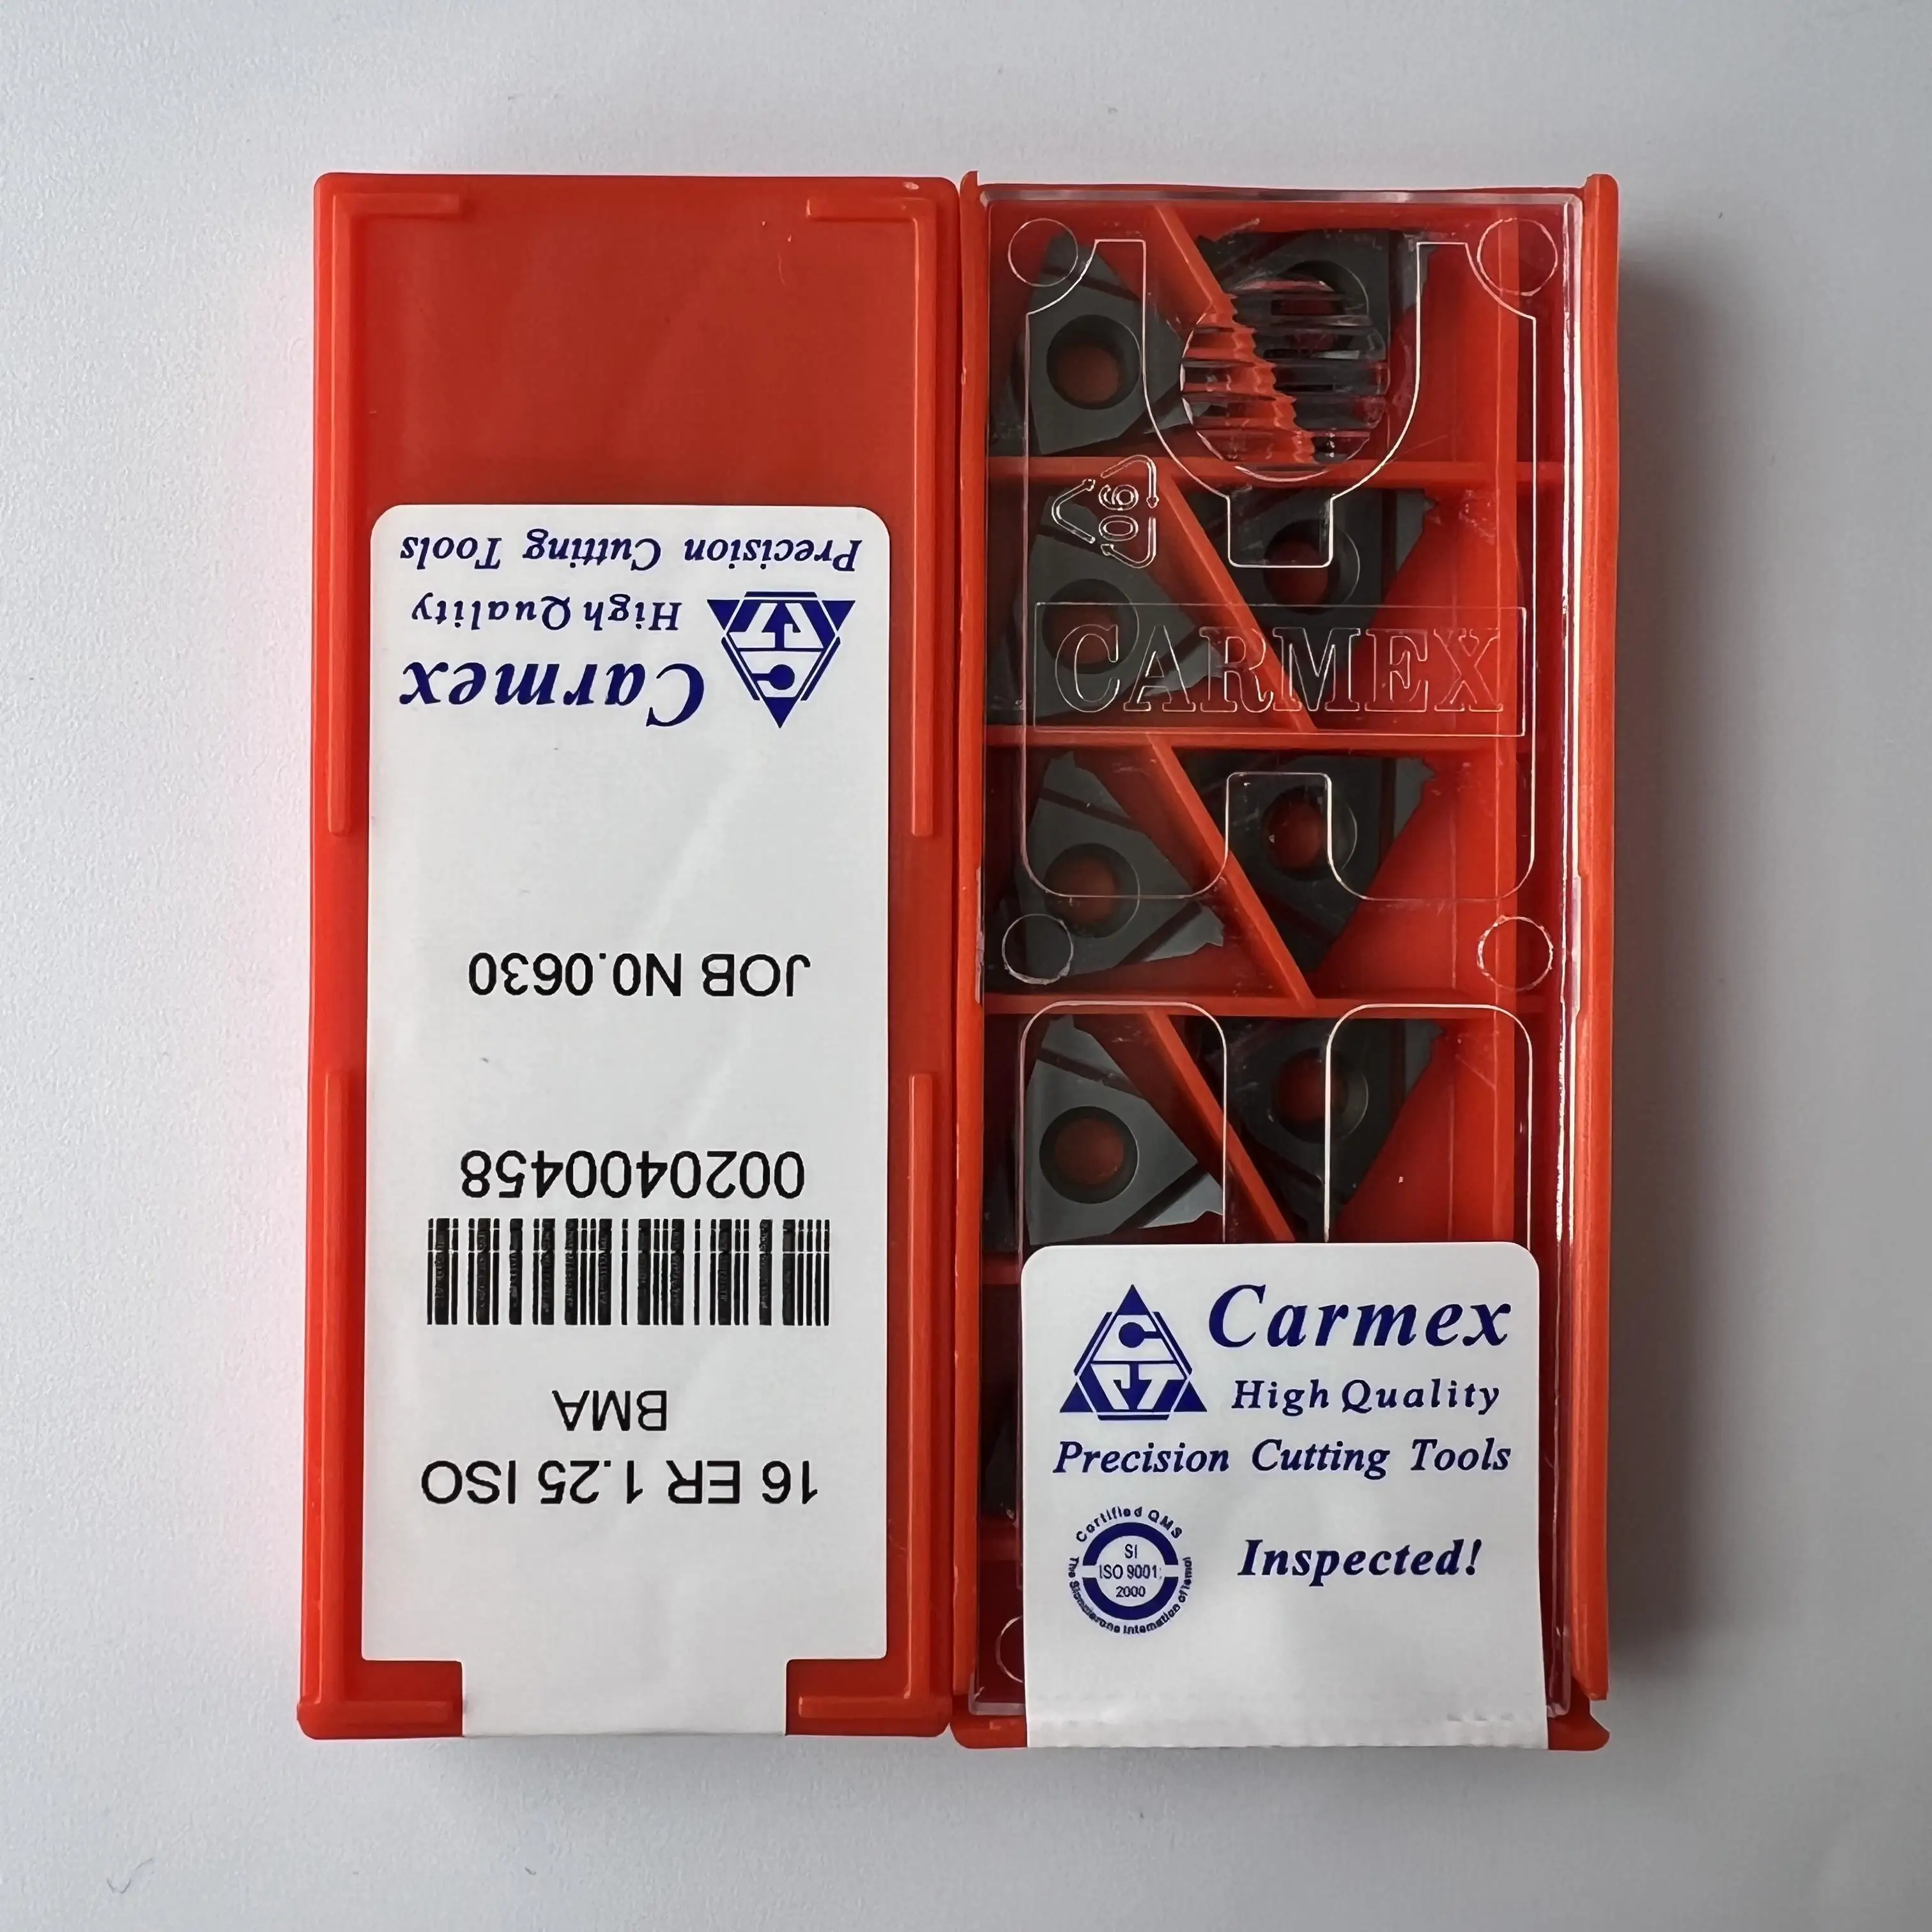 Carmex
High Quality
Precision Cutting Tools
JOB N0.0630
0020400458
BMA
16 ER 1.25 ISO
06
CARMEX
Carmex
High Quality
Precision Cutting Tools
Certified QMS
SI
ISO 9001:
2000
Inspected!